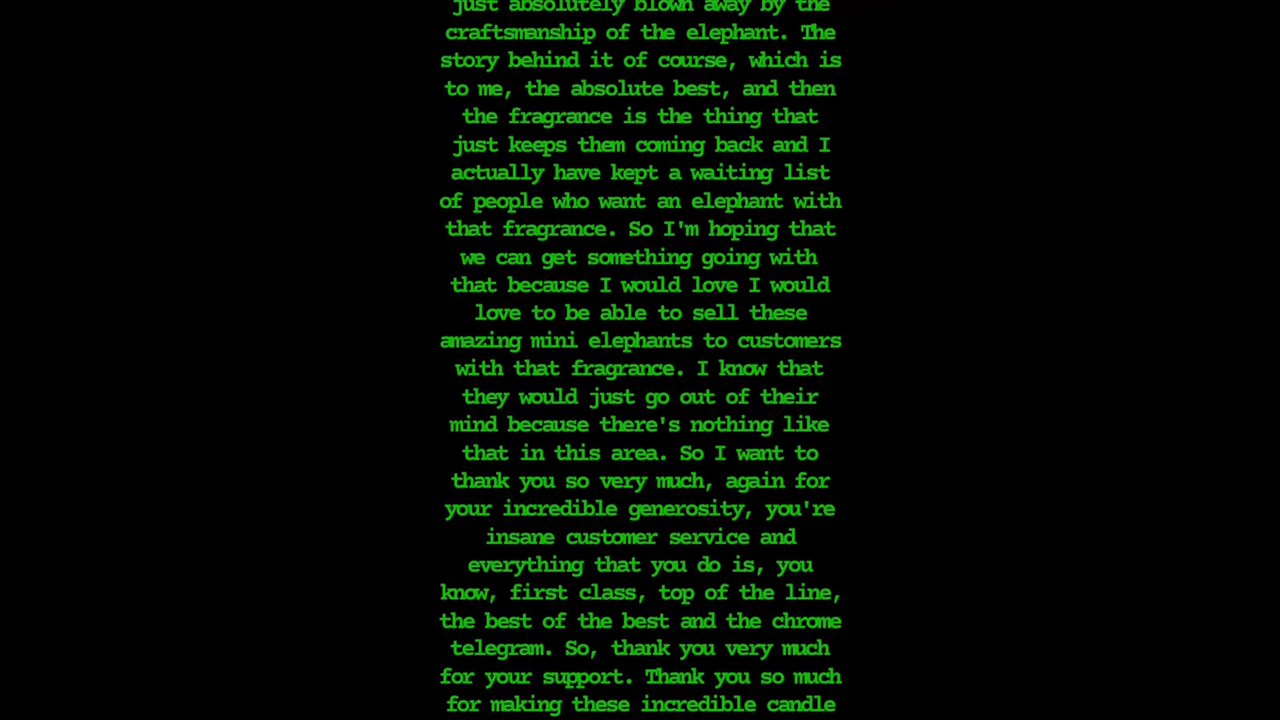 just absolutely blown away by the
craftsmanship of the elephant. The
story behind it of course, which is
to me, the absolute best, and then
the fragrance is the thing that
just keeps them coming back and I
actually have kept a waiting list
of people who want an elephant with
that fragrance. So I'm hoping that
we can get something going with
that because I would love I would
love to be able to sell these
amazing mini elephants to customers
with that fragrance. I know that
they would just go out of their
mind because there's nothing like
that in this area. So I want to
thank you so very much, again for
your incredible generosity, you're
insane customer service and
everything that you do is, you
know, first class, top of the line,
the best of the best and the chrome
telegram. So, thank you very much
for your support. Thank you so much
for making these incredible candle